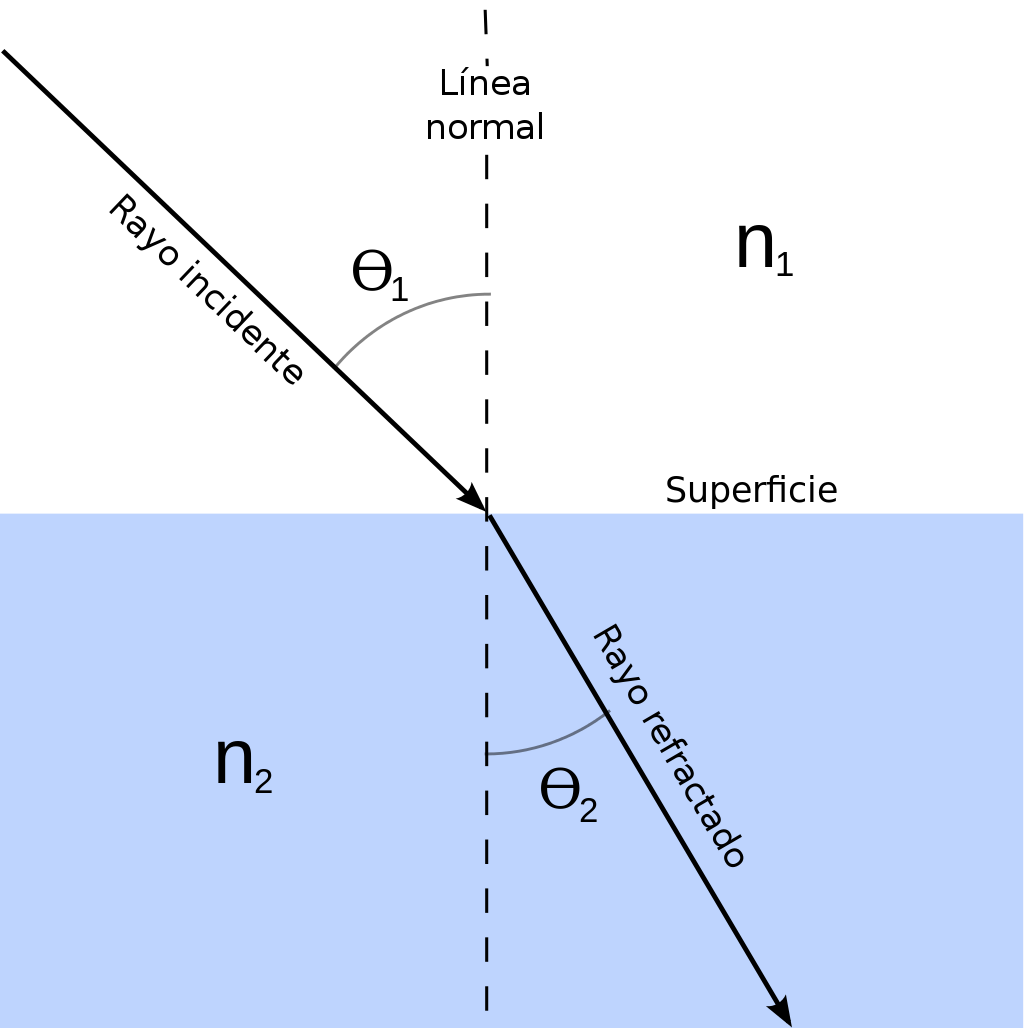 Línea
normal
Rayo incidente
Θ1
n1
Superficie
Rayo refractado
n2
Θ2